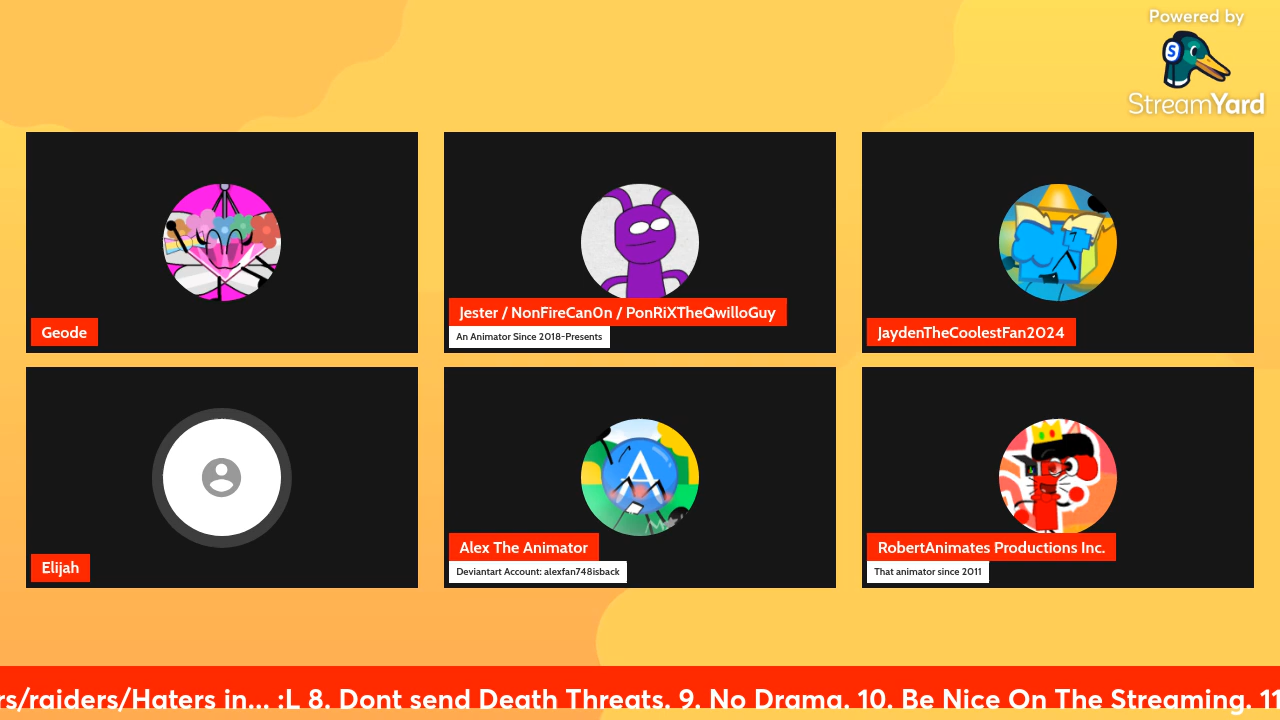 Powered by
S
StreamYard
Geode
Jester / NonFireCan0n / PonRiXTheQwilloGuy
An Animator Since 2018-Presents
JaydenTheCoolestFan2024
Elijah
A
Alex The Animator
Deviantart Account: alexfan748isback
RobertAnimates Productions Inc.
That animator since 2011
rs/raiders/Haters in... :L 8. Dont send Death Threats. 9. No Drama. 10. Be Nice On The Streaming. 11